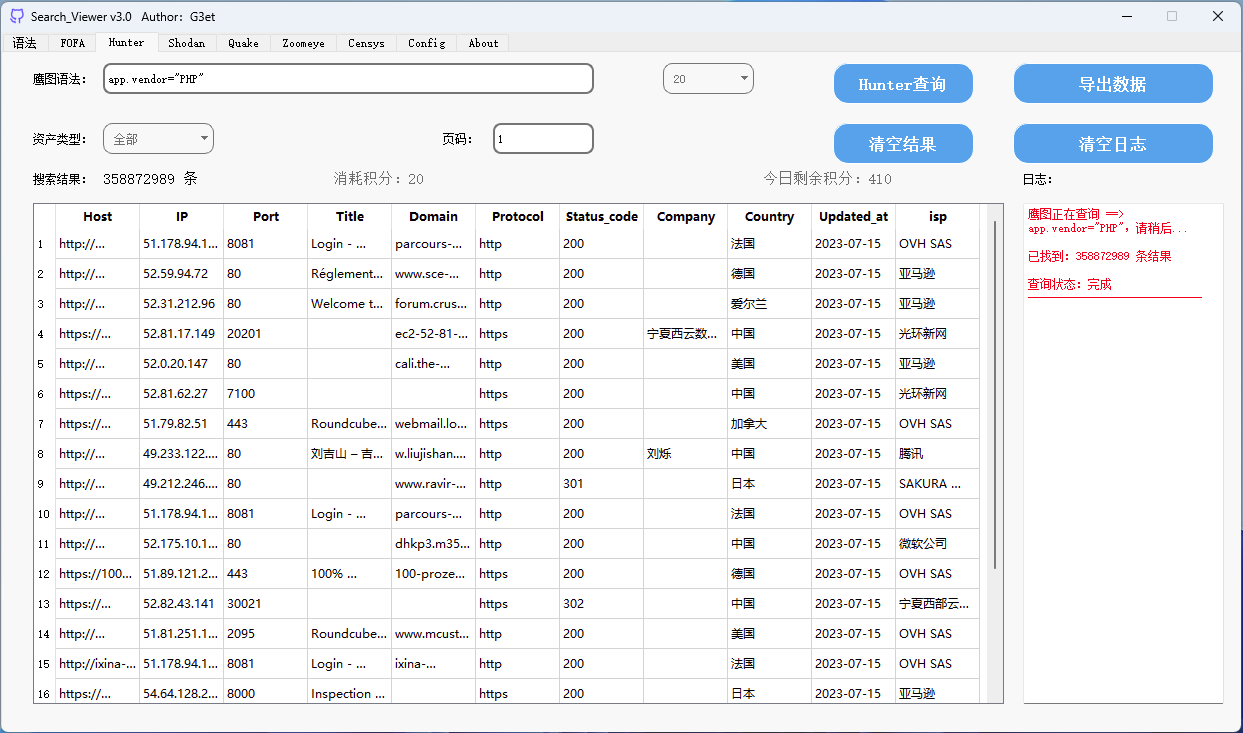 Search_Viewer v3.0 Author: G3et
语法 FOFA Hunter Shodan Quake Zoomeye Censys Config About
鹰图语法: app.vendor="PHP" 20 Hunter查询 导出数据
资产类型: 全部 页码: 1 清空结果 清空日志
搜索结果: 358872989 条 消耗积分: 20 今日剩余积分: 410 日志:
Host IP Port Title Domain Protocol Status_code Company Country Updated_at isp
1 http://... 51.178.94.1... 8081 Login - ... parcours-... http 200 法国 2023-07-15 OVH SAS
2 http://... 52.59.94.72 80 Réglement... www.sce-... http 200 德国 2023-07-15 亚马逊
3 http://... 52.31.212.96 80 Welcome t... forum.crus... http 200 爱尔兰 2023-07-15 亚马逊
4 https://... 52.81.17.149 20201 ec2-52-81-... https 200 宁夏西云数... 中国 2023-07-15 光环新网
5 http://... 52.0.20.147 80 cali.the-... http 200 美国 2023-07-15 亚马逊
6 https://... 52.81.62.27 7100 https 200 中国 2023-07-15 光环新网
7 https://... 51.79.82.51 443 Roundcube... webmail.lo... https 200 加拿大 2023-07-15 OVH SAS
8 http://... 49.233.122.... 80 刘吉山 – 吉... w.liujishan.... http 200 刘烁 中国 2023-07-15 腾讯
9 http://... 49.212.246.... 80 www.ravir-... http 301 日本 2023-07-15 SAKURA ...
10 http://... 51.178.94.1... 8081 Login - ... parcours-... http 200 法国 2023-07-15 OVH SAS
11 http://... 52.175.10.1... 80 dhkp3.m35... http 200 中国 2023-07-15 微软公司
12 https://100... 51.89.121.2... 443 100% ... 100-proze... https 200 德国 2023-07-15 OVH SAS
13 https://... 52.82.43.141 30021 https 302 中国 2023-07-15 宁夏西部云...
14 http://... 51.81.251.1... 2095 Roundcube... www.mcust... http 200 美国 2023-07-15 OVH SAS
15 http://ixina-... 51.178.94.1... 8081 Login - ... ixina-... http 200 法国 2023-07-15 OVH SAS
16 https://... 54.64.128.2... 8000 Inspection ... https 200 日本 2023-07-15 亚马逊
鹰图正在查询 ==>
app.vendor="PHP", 请稍后...
已找到: 358872989 条结果
查询状态: 完成